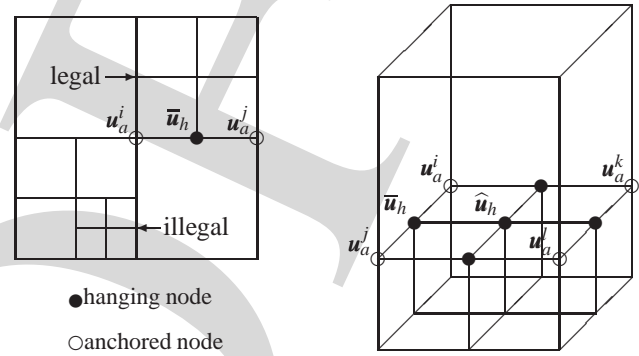 legal
u_a^i
ū_h
u_a^j
illegal
●hanging node
○anchored node
u_a^i
u_a^k
ū_h
û_h
u_a^j
u_a^l